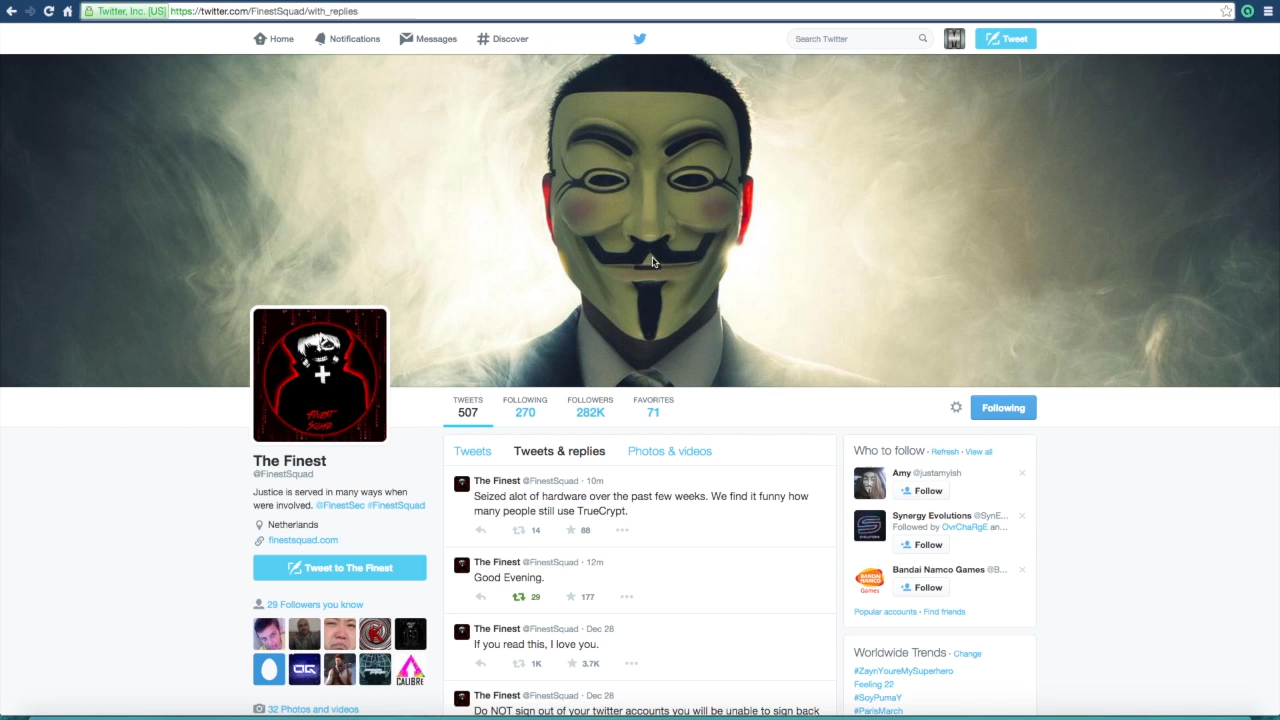 Twitter, Inc. [US] https://twitter.com/FinestSquad/with_replies
Home Notifications Messages # Discover Search Twitter Tweet
FINEST
SQUAD
TWEETS FOLLOWING FOLLOWERS FAVORITES
507 270 282K 71
Following
The Finest
@FinestSquad
Justice is served in many ways when
were involved. @FinestSec #FinestSquad
Netherlands
finestsquad.com
Tweet to The Finest
29 Followers you know
OG
CALIBRE
32 Photos and videos
Tweets Tweets & replies Photos & videos
The Finest @FinestSquad · 10m
Seized alot of hardware over the past few weeks. We find it funny how
many people still use TrueCrypt.
14 88
The Finest @FinestSquad · 12m
Good Evening.
29 177
The Finest @FinestSquad · Dec 28
If you read this, I love you.
1K 3.7K
The Finest @FinestSquad · Dec 28
Do NOT sign out of your twitter accounts you will be unable to sign back
Who to follow · Refresh · View all
Amy @justamyish
Follow
Synergy Evolutions @SynE...
Followed by OvrChaRgE an...
Follow
Bandai Namco Games @B...
BANDAI
NAMCO
Games
Follow
Popular accounts · Find friends
Worldwide Trends · Change
#ZaynYoureMySuperhero
Feeling 22
#SoyPumaY
#ParisMarch